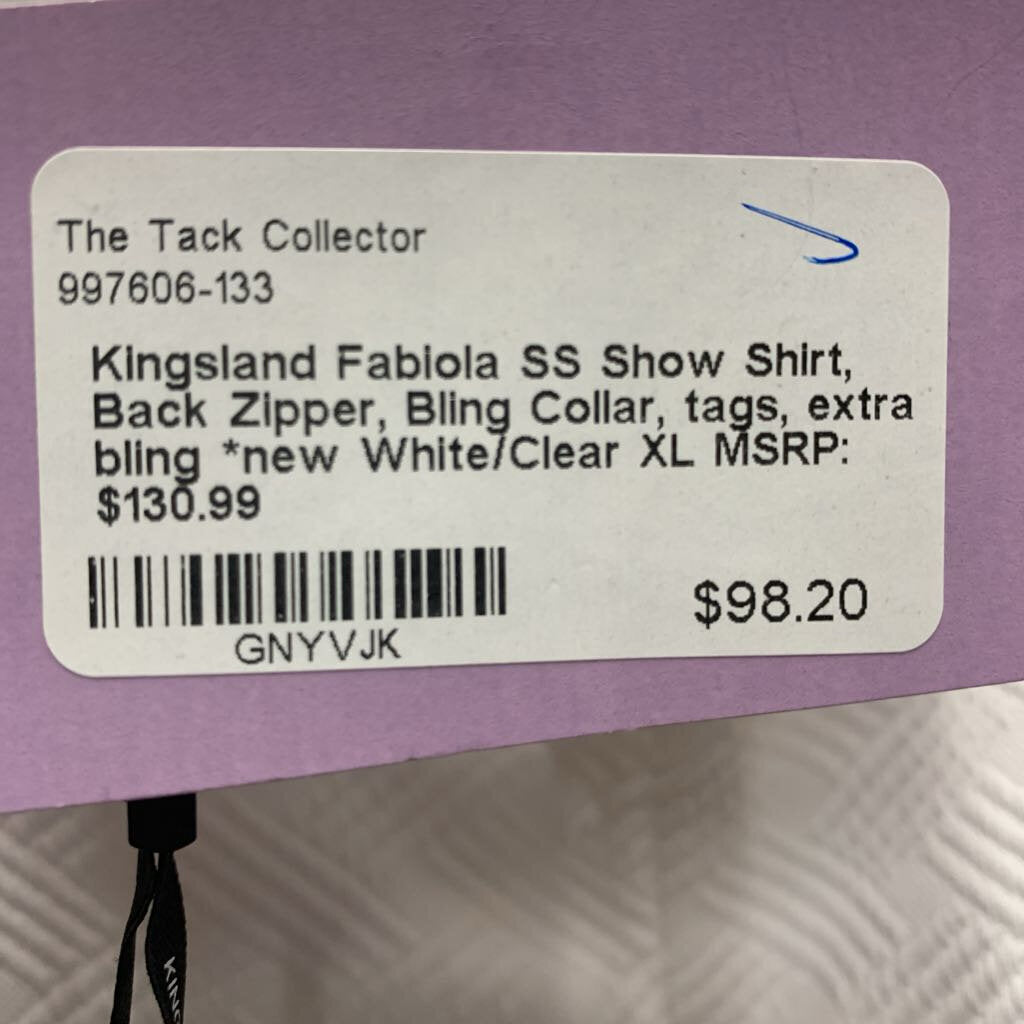 The Tack Collector
997606-133
Kingsland Fabiola SS Show Shirt,
Back Zipper, Bling Collar, tags, extra
bling *new White/Clear XL MSRP:
$130.99
GNYVJK
$98.20
KING